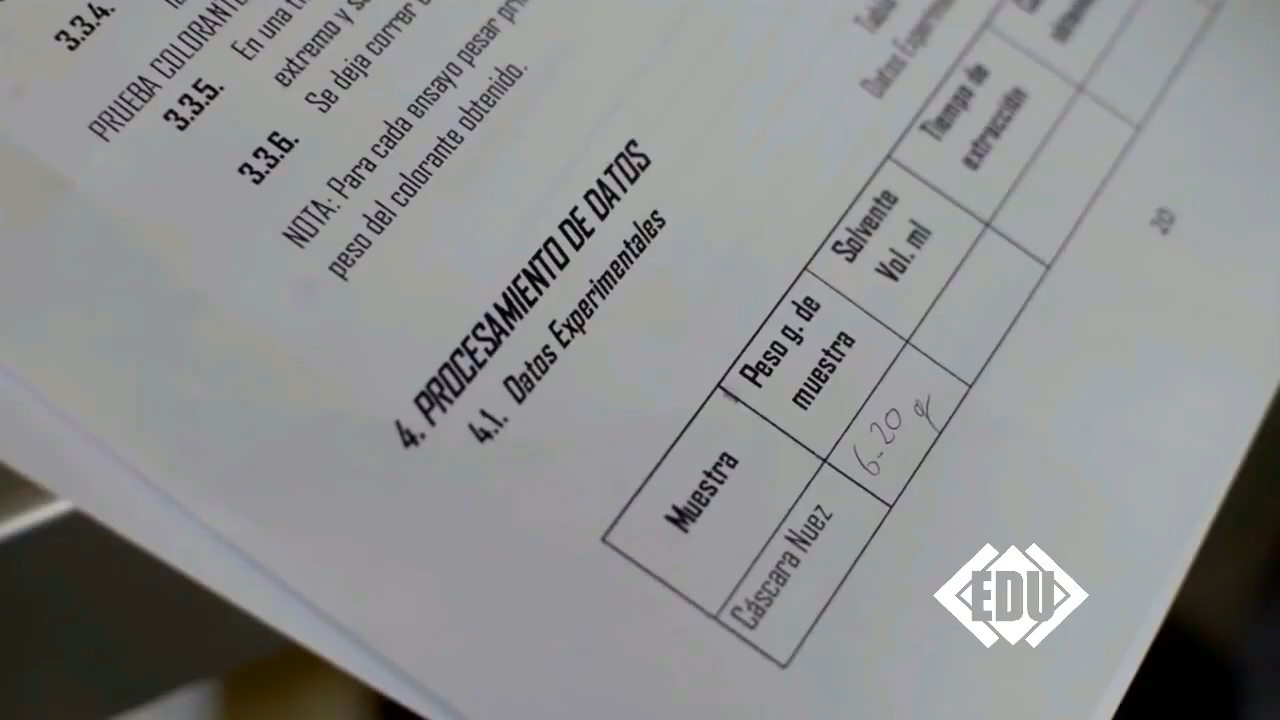 3.3.4.
PRUEBA COLORANTE
3.3.5. En una
extremo y
3.3.6. Se deja correr
NOTA: Para cada ensayo pesar
peso del colorante obtenido.
4. PROCESAMIENTO DE DATOS
4.1. Datos Experimentales
Tabla
Datos
Muestra
Peso g. de
muestra
Solvente
Vol. ml
Tiempo de
extracción
Cáscara Nuez
6.20 g
20
EDU